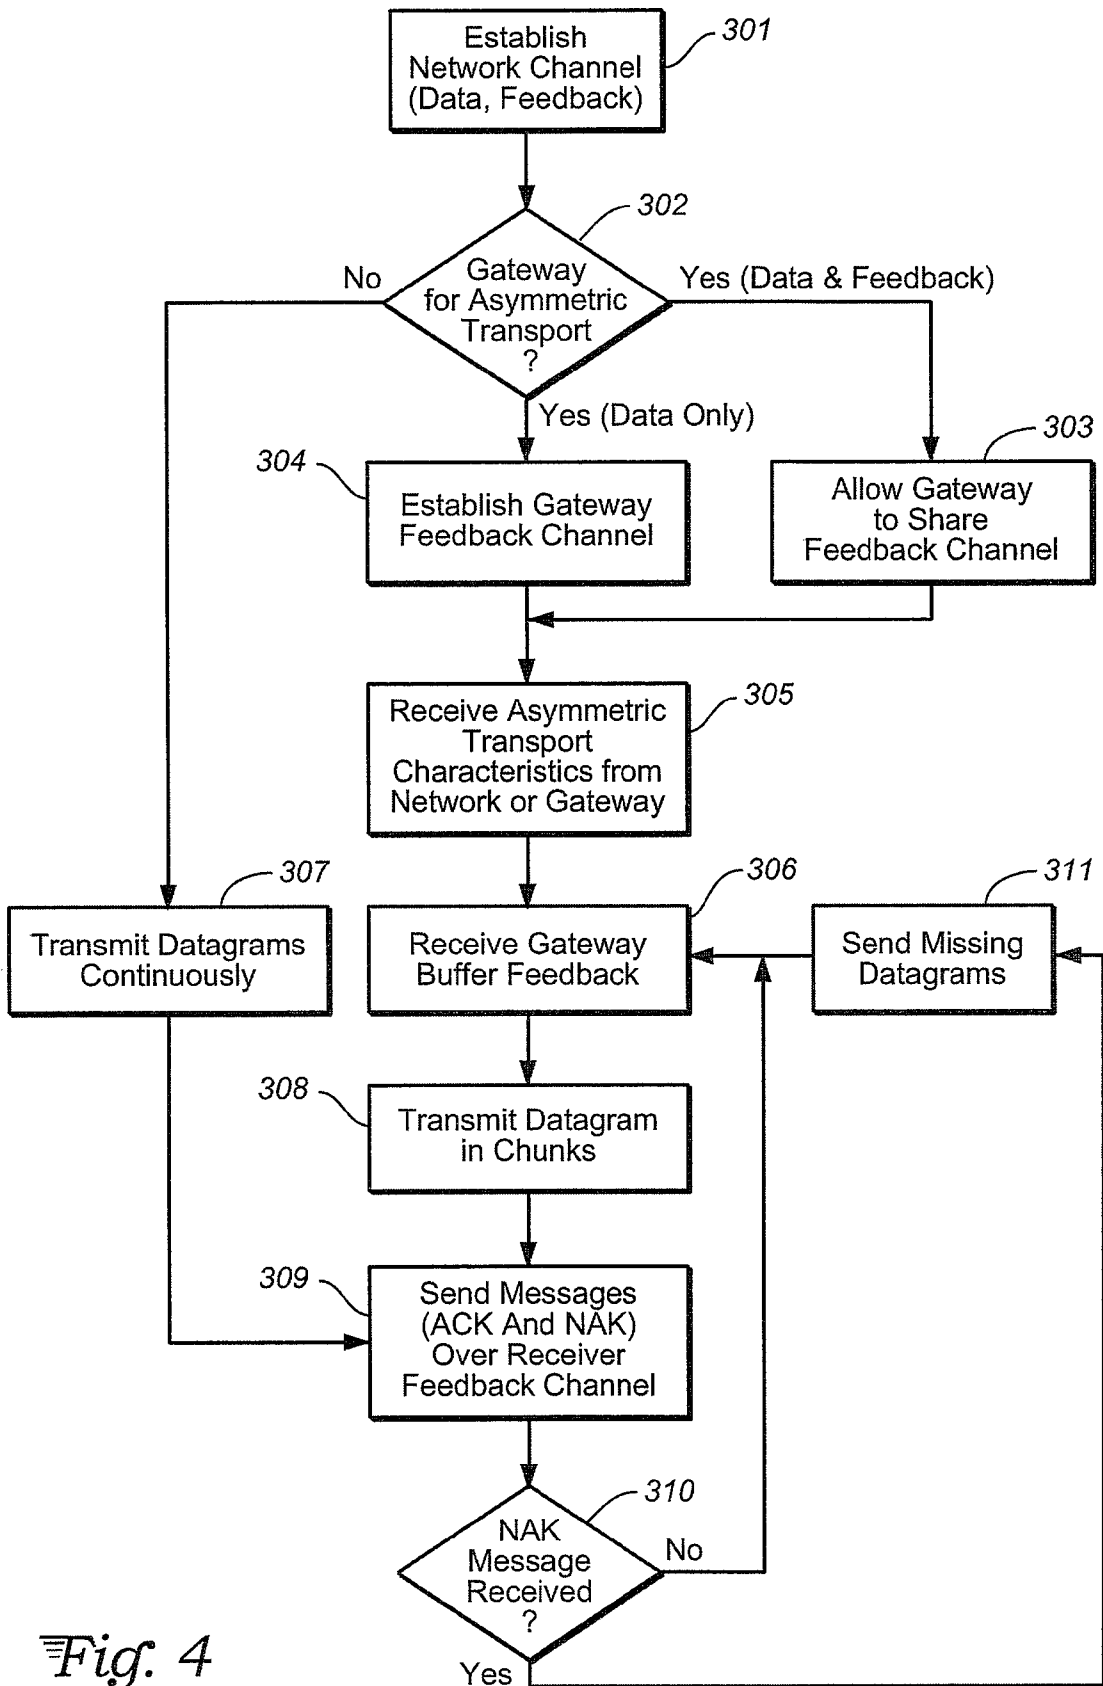 Establish
Network Channel
(Data, Feedback)
301
302
Gateway
for Asymmetric
Transport
?
No
Yes (Data & Feedback)
Yes (Data Only)
303
304
Establish Gateway
Feedback Channel
Allow Gateway
to Share
Feedback Channel
305
Receive Asymmetric
Transport
Characteristics from
Network or Gateway
307
306
311
Transmit Datagrams
Continuously
Receive Gateway
Buffer Feedback
Send Missing
Datagrams
308
Transmit Datagram
in Chunks
309
Send Messages
(ACK And NAK)
Over Receiver
Feedback Channel
310
NAK
Message
Received
?
No
Yes
Fig. 4